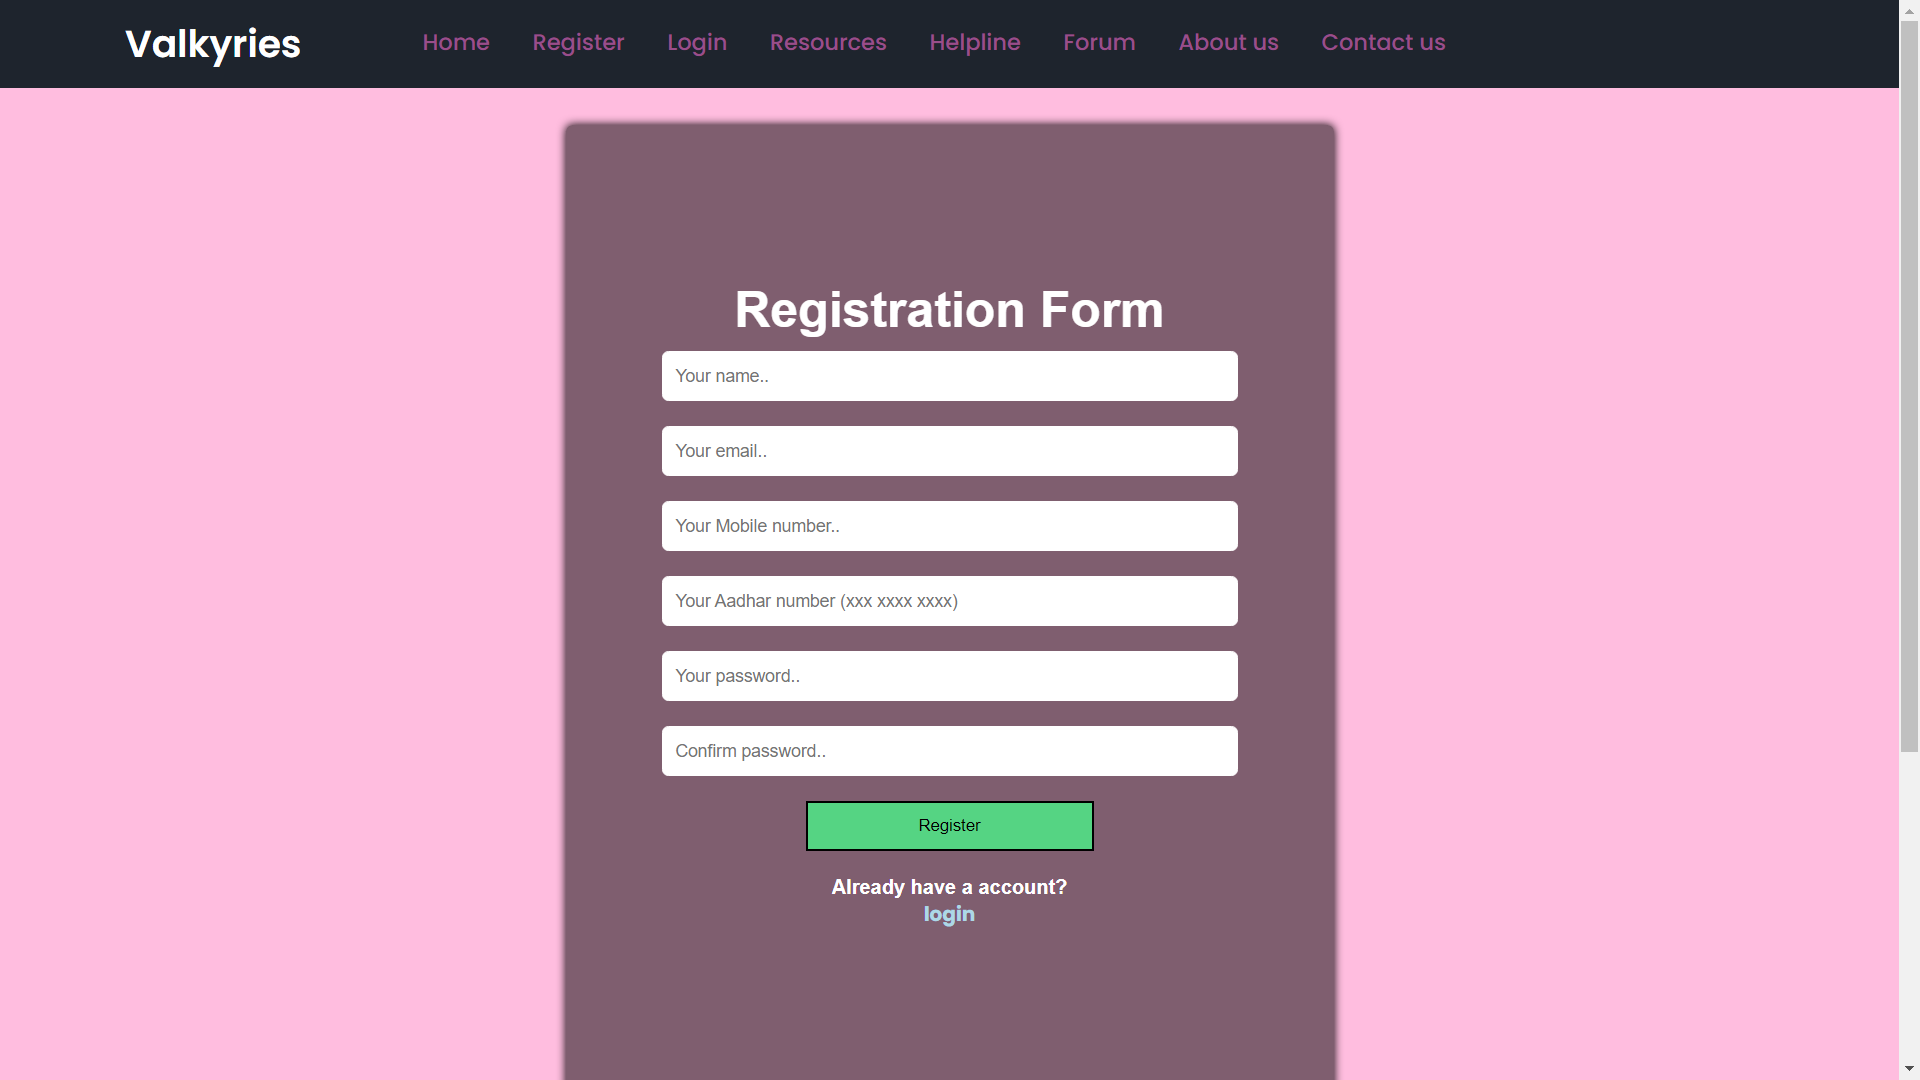 Valkyries Home Register Login Resources Helpline Forum About us Contact us
Registration Form
Your name..
Your email..
Your Mobile number..
Your Aadhar number (xxx xxxx xxxx)
Your password..
Confirm password..
Register
Already have a account?
login